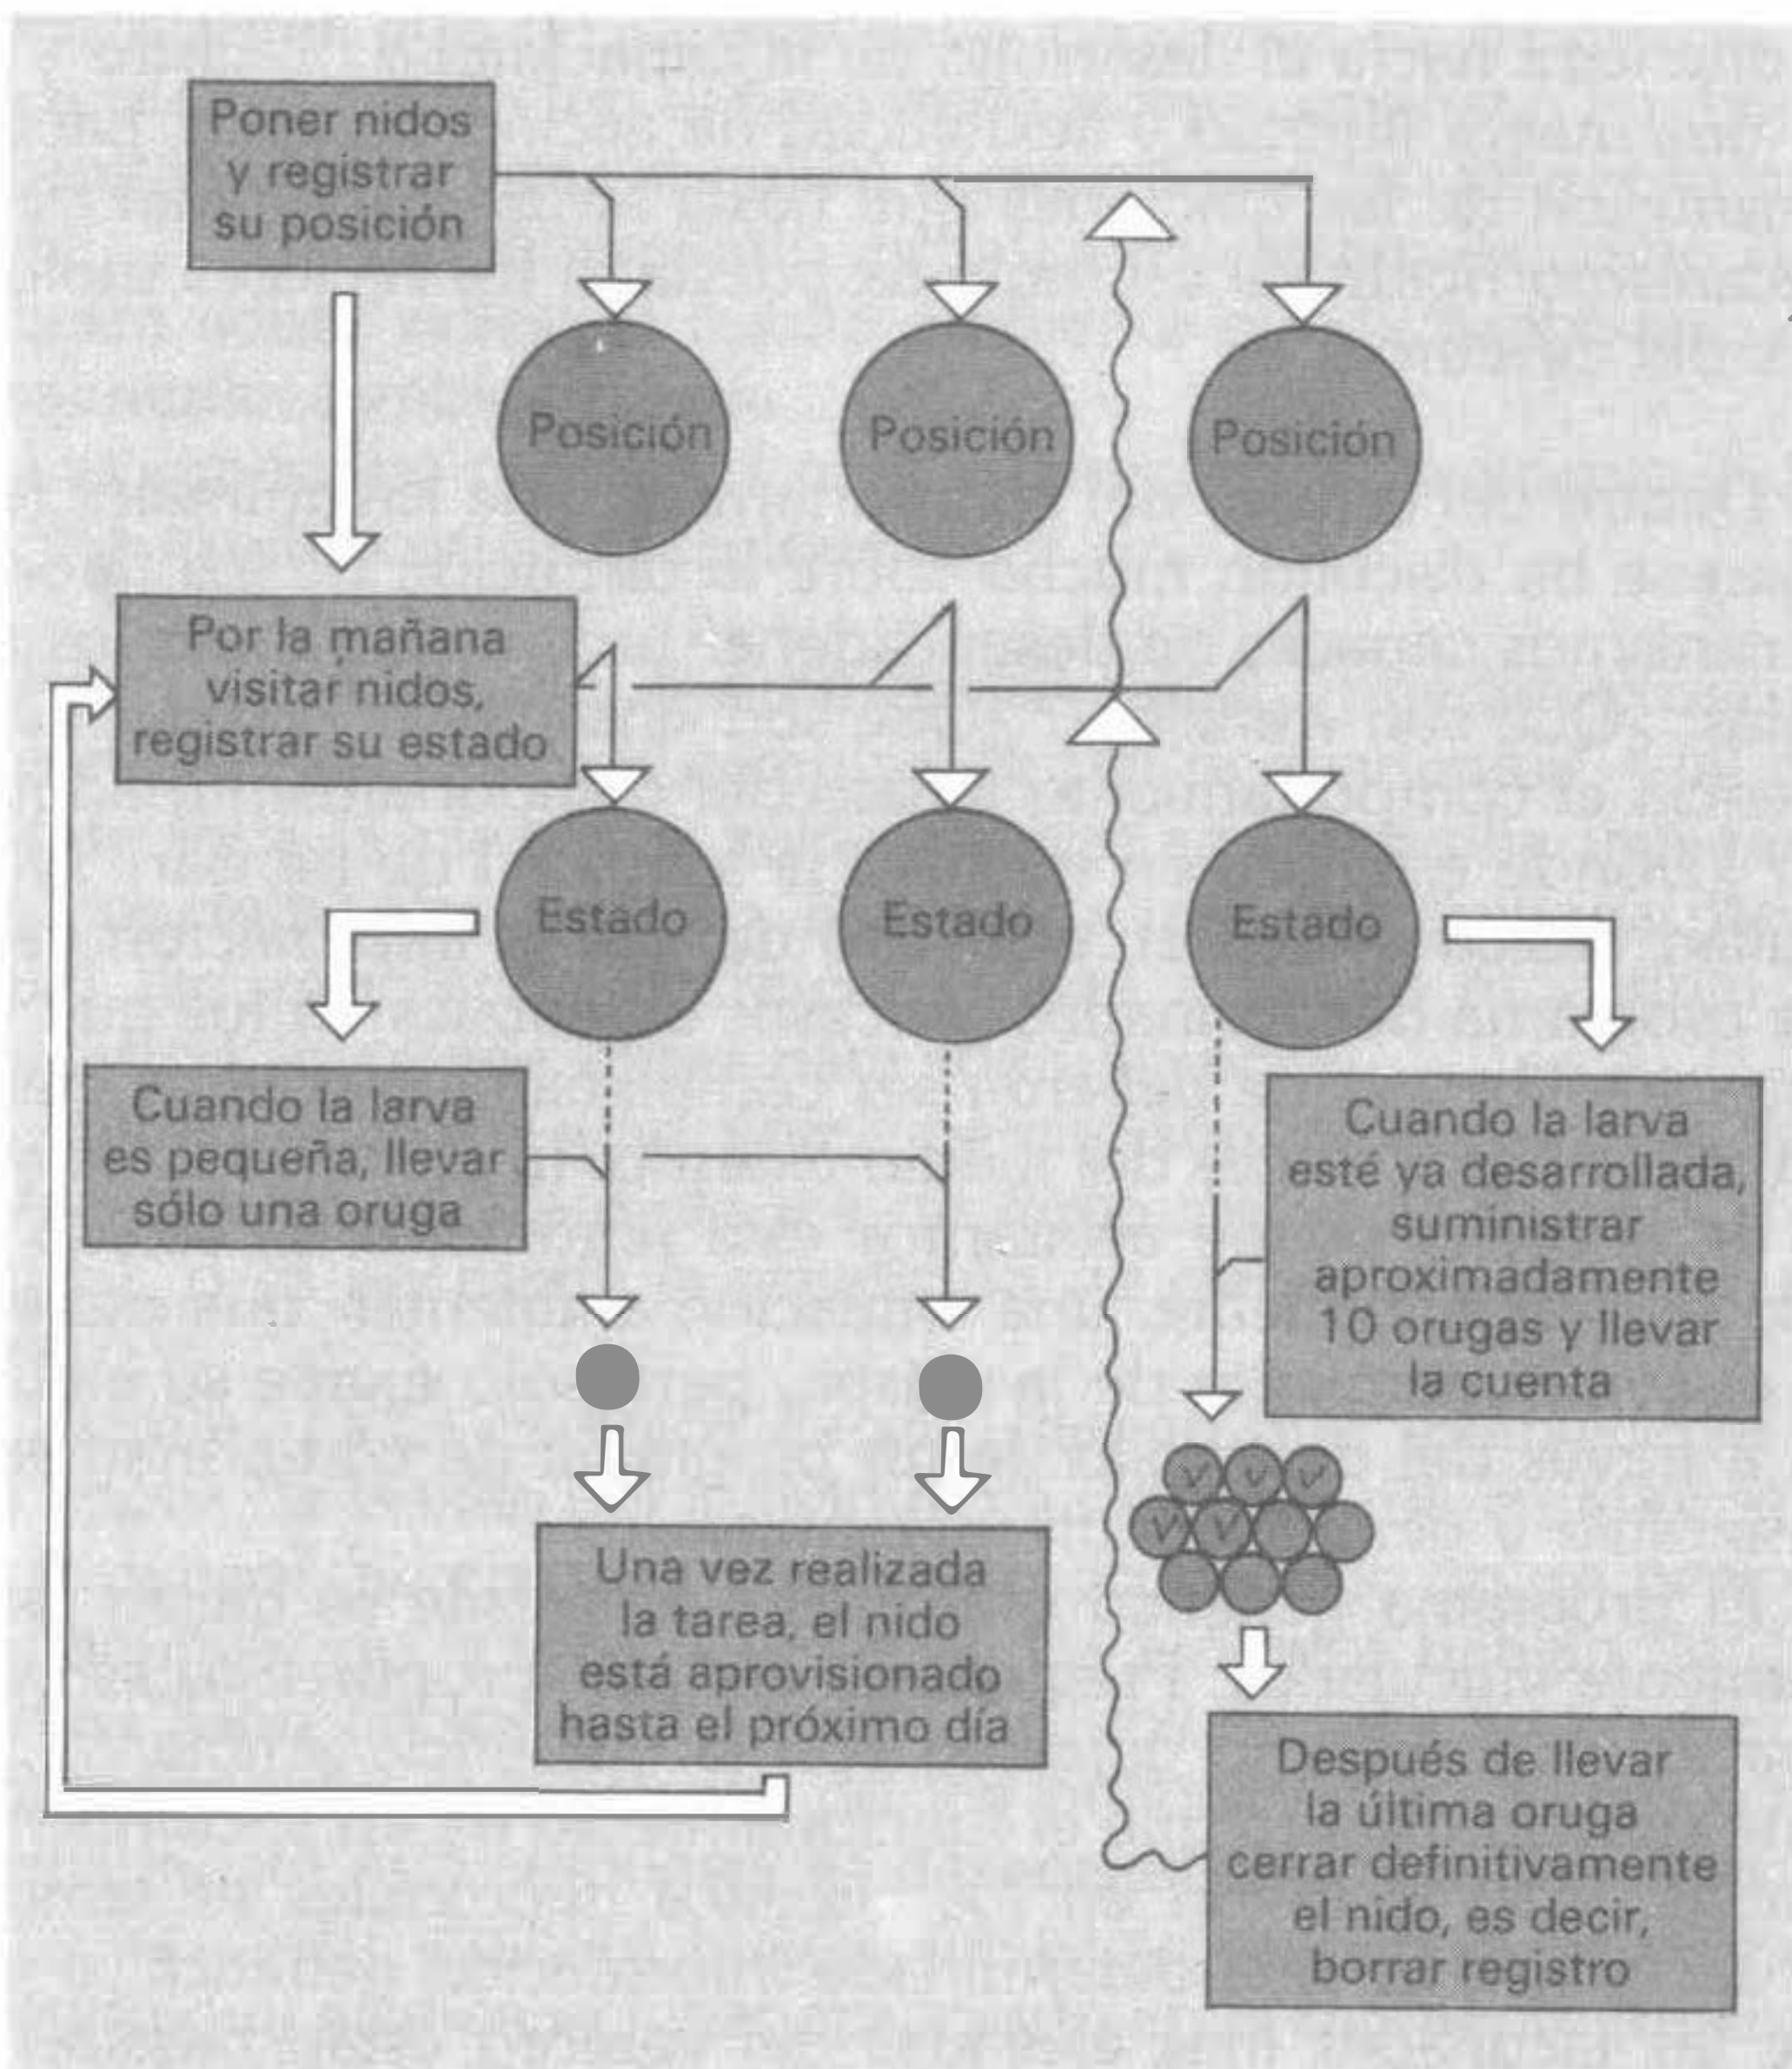 Poner nidos
y registrar
su posición
Posición
Posición
Posición
Por la mañana
visitar nidos,
registrar su estado
Estado
Estado
Estado
Cuando la larva
es pequeña, llevar
sólo una oruga
Cuando la larva
esté ya desarrollada,
suministrar
aproximadamente
10 orugas y llevar
la cuenta
Una vez realizada
la tarea, el nido
está aprovisionado
hasta el próximo día
Después de llevar
la última oruga
cerrar definitivamente
el nido, es decir,
borrar registro